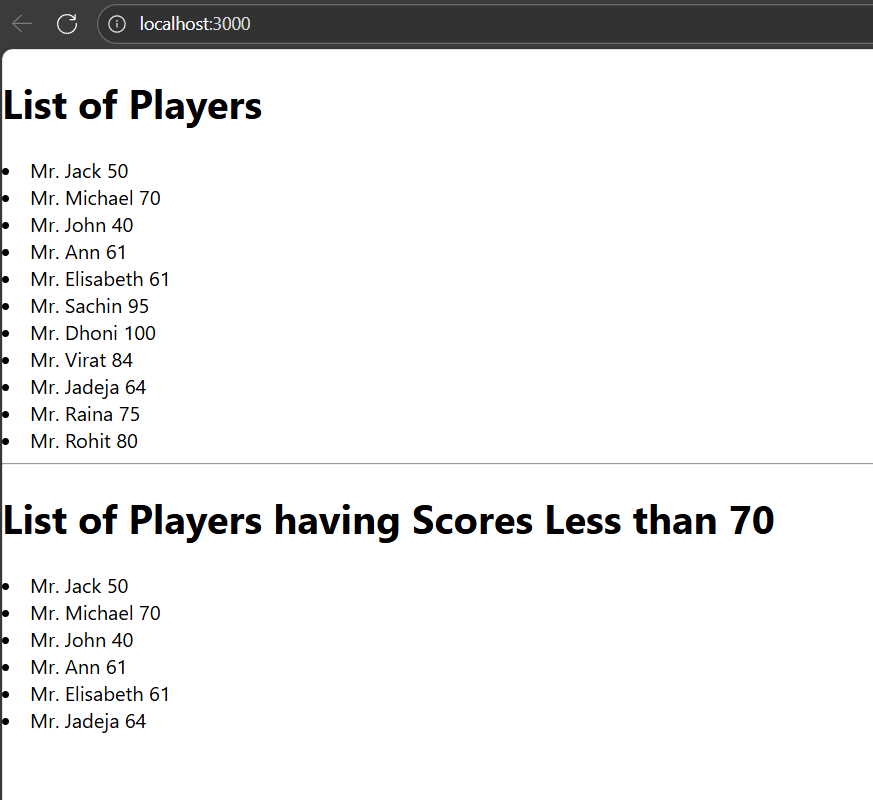 localhost:3000
List of Players
Mr. Jack 50
Mr. Michael 70
Mr. John 40
Mr. Ann 61
Mr. Elisabeth 61
Mr. Sachin 95
Mr. Dhoni 100
Mr. Virat 84
Mr. Jadeja 64
Mr. Raina 75
Mr. Rohit 80
List of Players having Scores Less than 70
Mr. Jack 50
Mr. Michael 70
Mr. John 40
Mr. Ann 61
Mr. Elisabeth 61
Mr. Jadeja 64